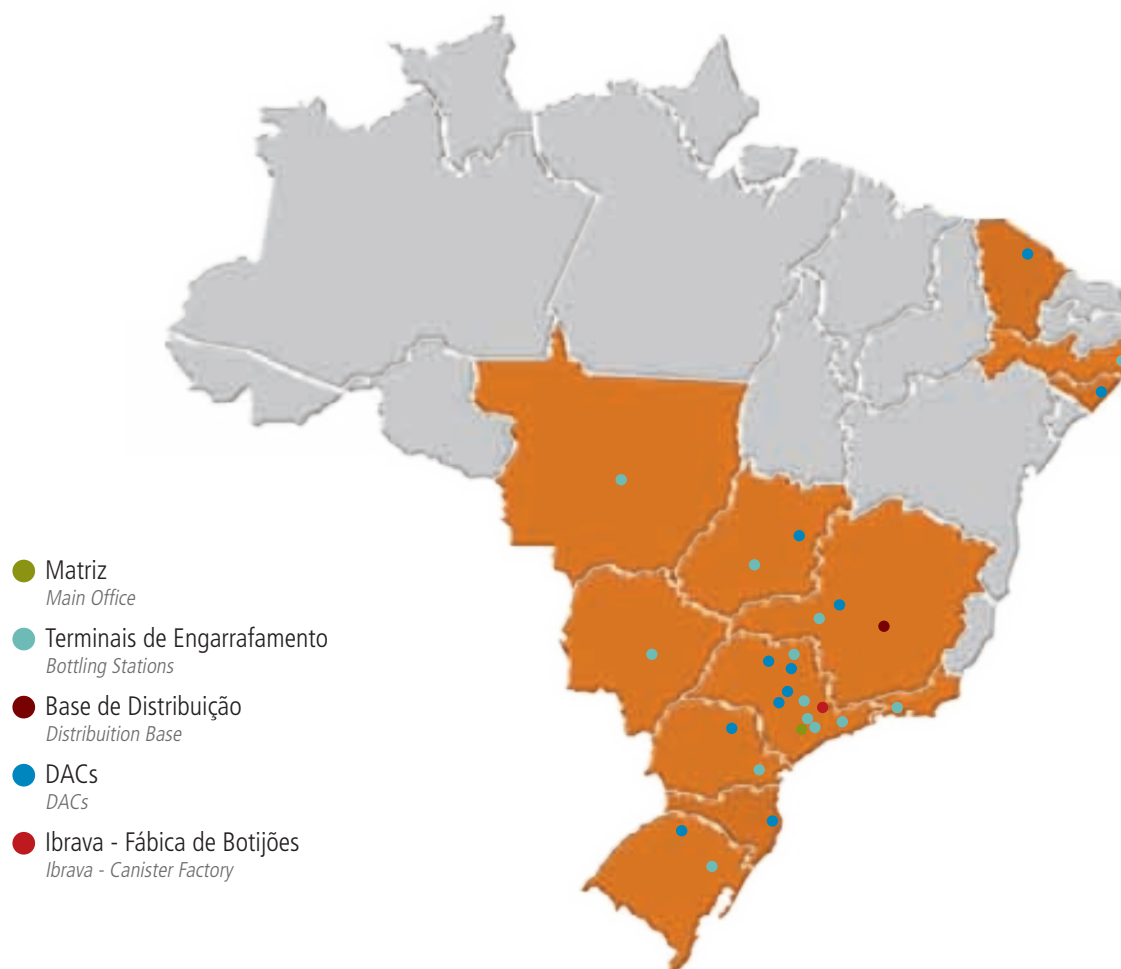 Matriz
Main Office
Terminais de Engarrafamento
Bottling Stations
Base de Distribuição
Distribuition Base
DACs
DACs
Ibrava - Fábica de Botijões
Ibrava - Canister Factory